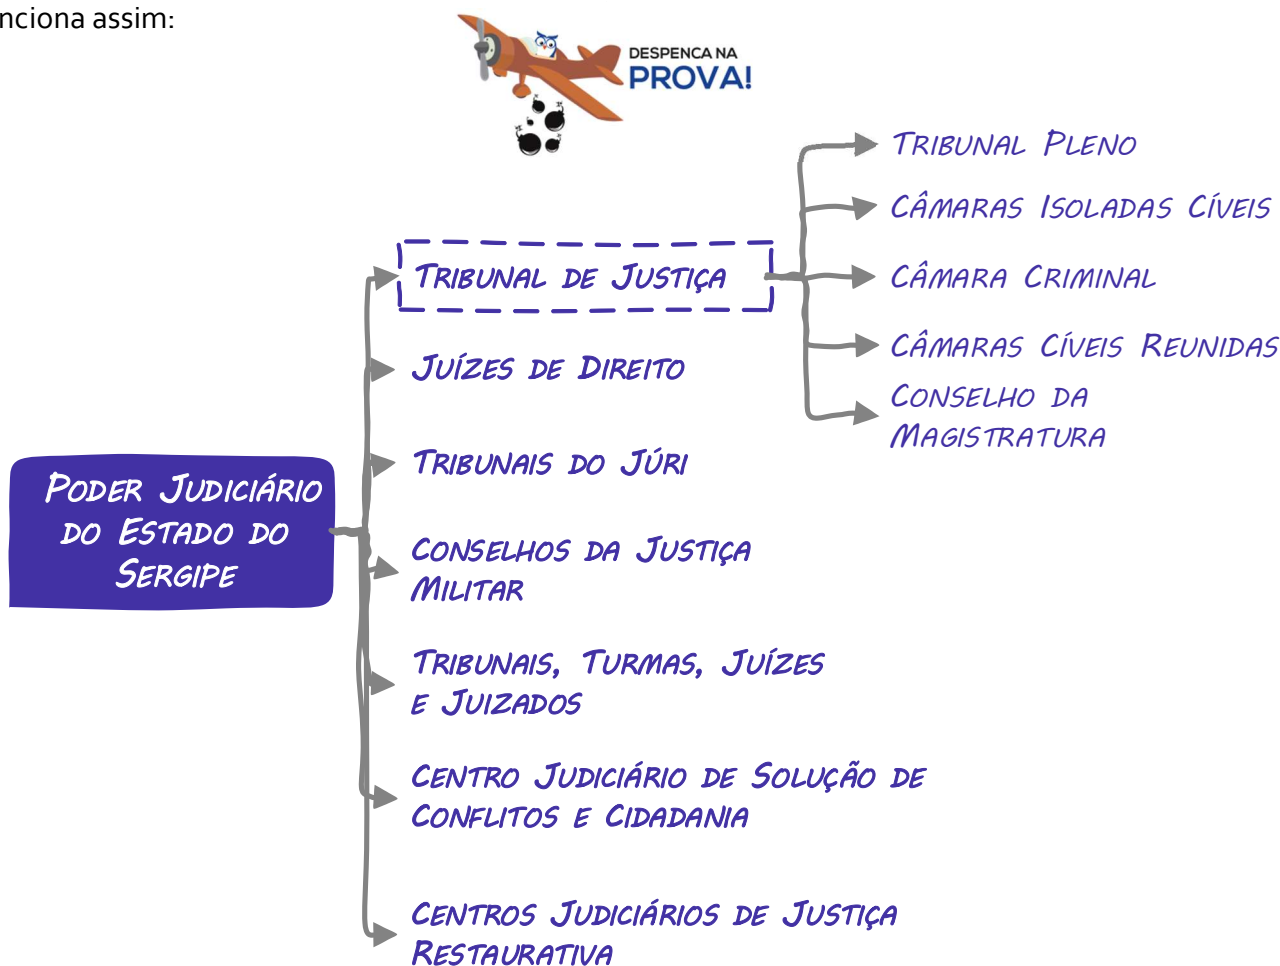 nciona assim:
DESPENCA NA
PROVA!
TRIBUNAL PLENO
CÂMARAS ISOLADAS CÍVEIS
TRIBUNAL DE JUSTIÇA
CÂMARA CRIMINAL
CÂMARAS CÍVEIS REUNIDAS
JUÍZES DE DIREITO
CONSELHO DA
MAGISTRATURA
TRIBUNAIS DO JÚRI
PODER JUDICIÁRIO
DO ESTADO DO
SERGIPE
CONSELHOS DA JUSTIÇA
MILITAR
TRIBUNAIS, TURMAS, JUÍZES
E JUIZADOS
CENTRO JUDICIÁRIO DE SOLUÇÃO DE
CONFLITOS E CIDADANIA
CENTROS JUDICIÁRIOS DE JUSTIÇA
RESTAURATIVA